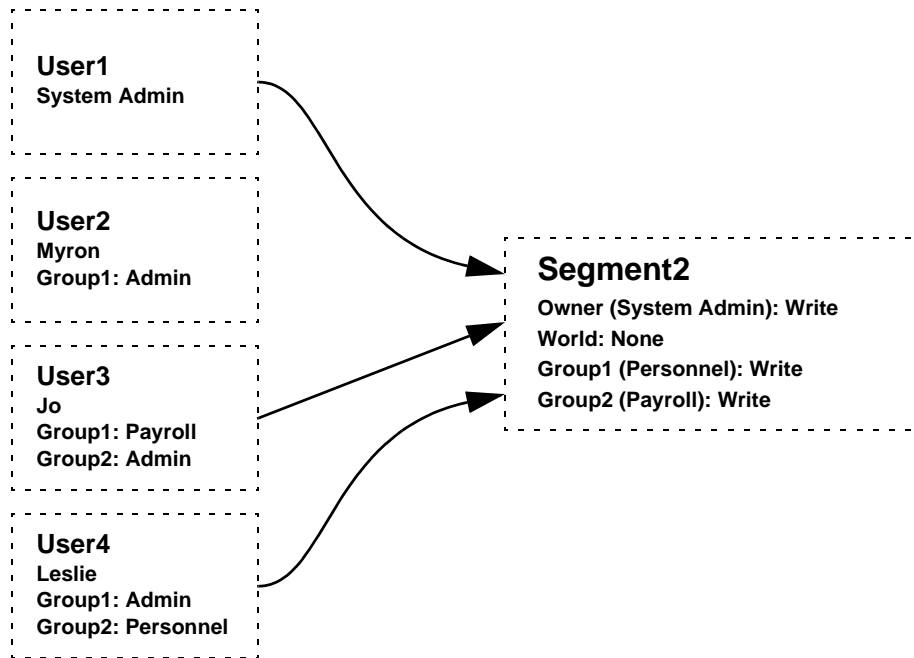 User1
System Admin
User2
Myron
Group1: Admin
User3
Jo
Group1: Payroll
Group2: Admin
User4
Leslie
Group1: Admin
Group2: Personnel
Segment2
Owner (System Admin): Write
World: None
Group1 (Personnel): Write
Group2 (Payroll): Write